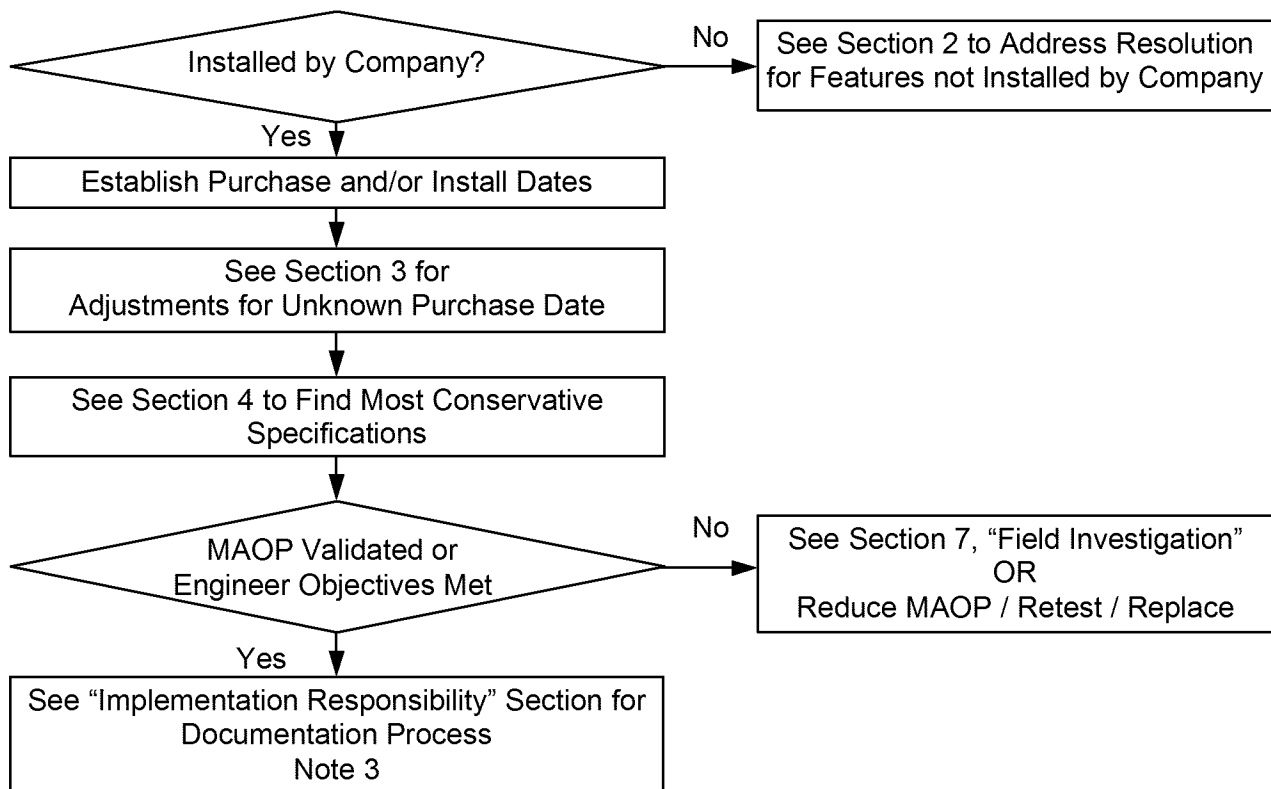 Installed by Company?
No
See Section 2 to Address Resolution
for Features not Installed by Company
Yes
Establish Purchase and/or Install Dates
See Section 3 for
Adjustments for Unknown Purchase Date
See Section 4 to Find Most Conservative
Specifications
MAOP Validated or
Engineer Objectives Met
No
See Section 7, “Field Investigation”
OR
Reduce MAOP / Retest / Replace
Yes
See “Implementation Responsibility” Section for
Documentation Process
Note 3